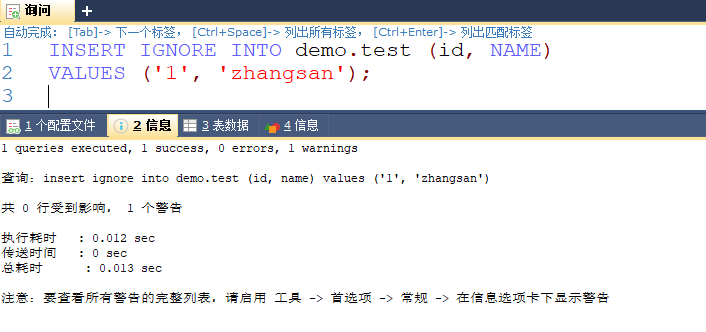 询问
自动完成： [Tab]-> 下一个标签， [Ctrl+Space]-> 列出所有标签， [Ctrl+Enter]-> 列出匹配标签
1 INSERT IGNORE INTO demo.test (id, NAME)
2 VALUES ('1', 'zhangsan');
3
1 个配置文件 2 信息 3 表数据 4 信息
1 queries executed, 1 success, 0 errors, 1 warnings
查询：insert ignore into demo.test (id, name) values ('1', 'zhangsan')
共 0 行受到影响， 1 个警告
执行耗时 : 0.012 sec
传送时间 : 0 sec
总耗时 : 0.013 sec
注意：要查看所有警告的完整列表，请启用 工具 -> 首选项 -> 常规 -> 在信息选项卡下显示警告